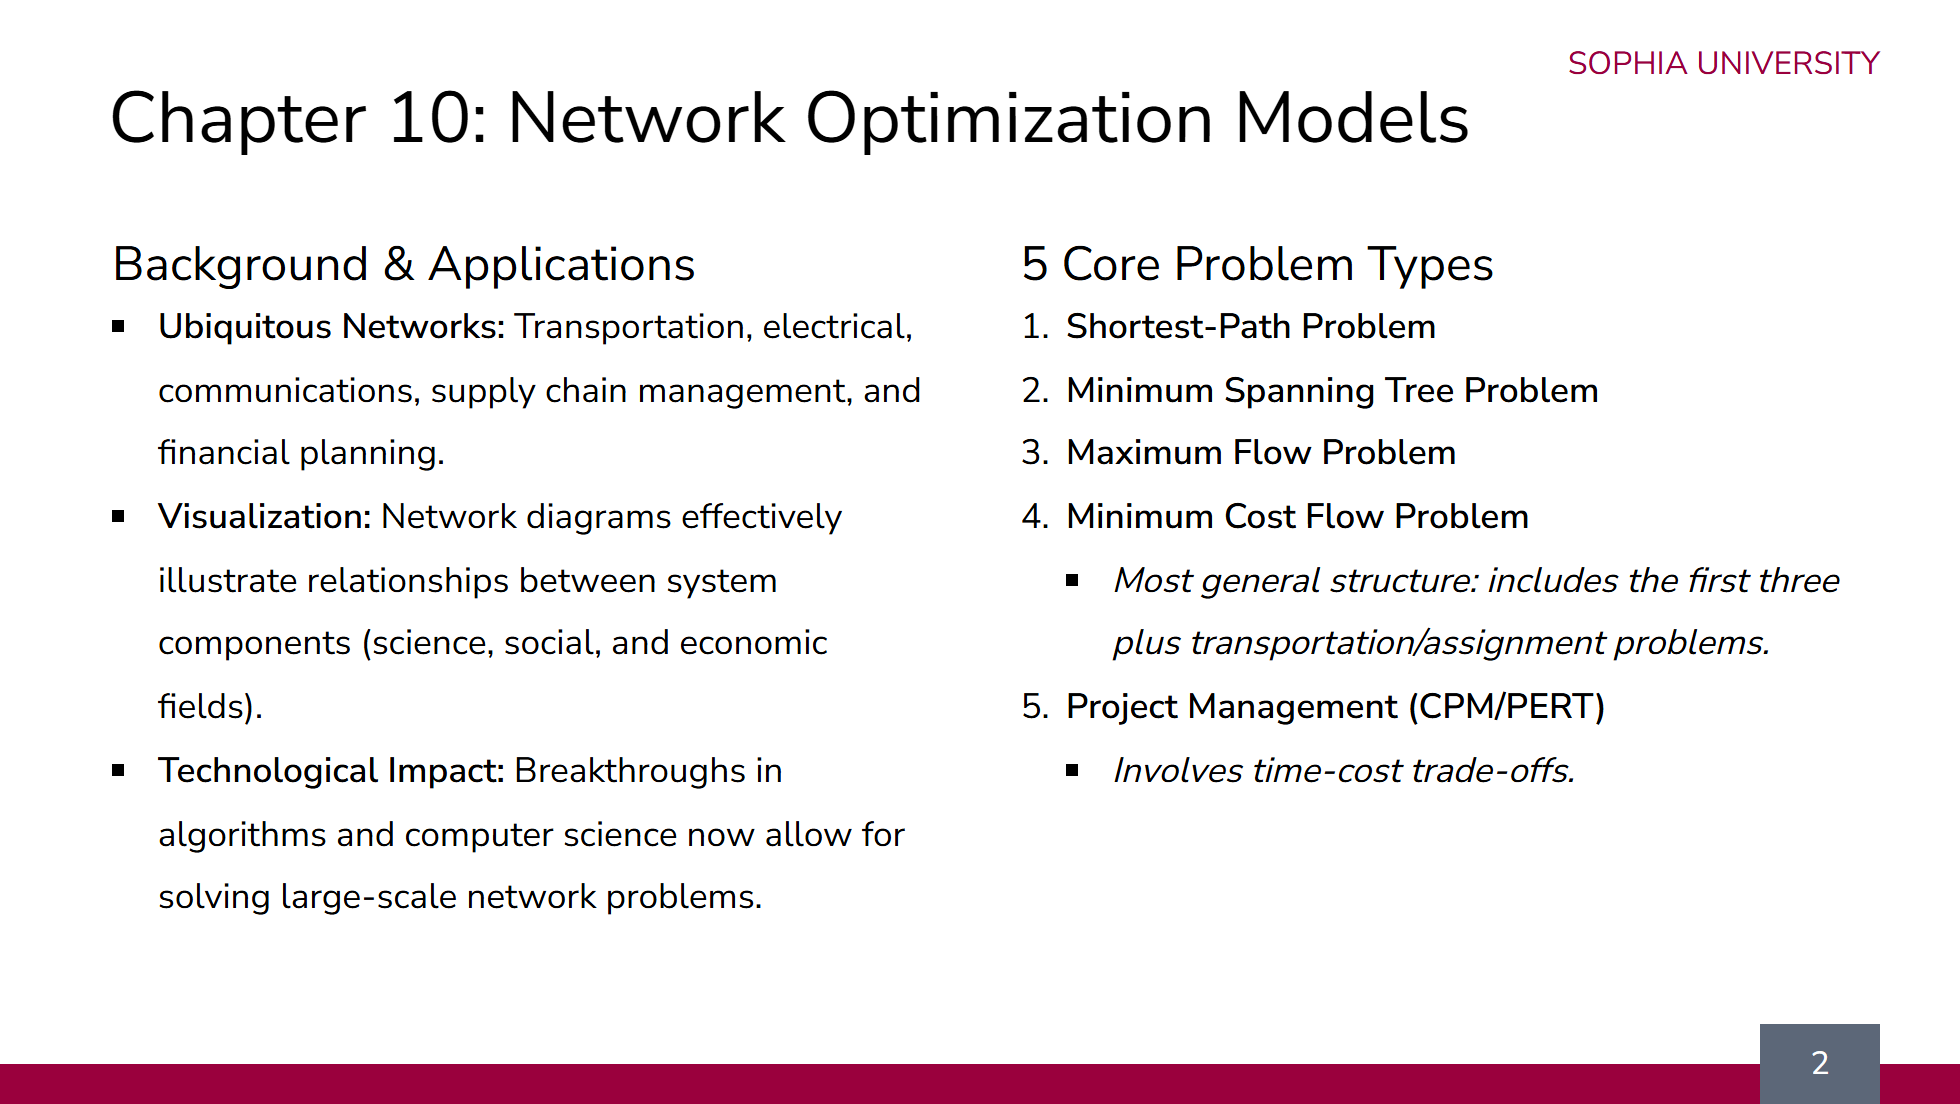 SOPHIA UNIVERSITY
Chapter 10: Network Optimization Models
Background & Applications
▪ Ubiquitous Networks: Transportation, electrical,
communications, supply chain management, and
financial planning.
▪ Visualization: Network diagrams effectively
illustrate relationships between system
components (science, social, and economic
fields).
▪ Technological Impact: Breakthroughs in
algorithms and computer science now allow for
solving large-scale network problems.
5 Core Problem Types
1. Shortest-Path Problem
2. Minimum Spanning Tree Problem
3. Maximum Flow Problem
4. Minimum Cost Flow Problem
▪ Most general structure: includes the first three
plus transportation/assignment problems.
5. Project Management (CPM/PERT)
▪ Involves time-cost trade-offs.
2